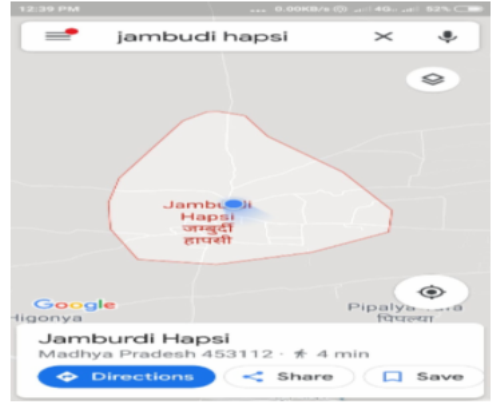 12:39 PM ... 0.00KB/s 4G 52%
jambudi hapsi
Jamburdi
Hapsi
जम्बुर्दी
हापसी
Google
Higonya
Pipalya
पिपल्या
Jamburdi Hapsi
Madhya Pradesh 453112 · 4 min
Directions
Share
Save